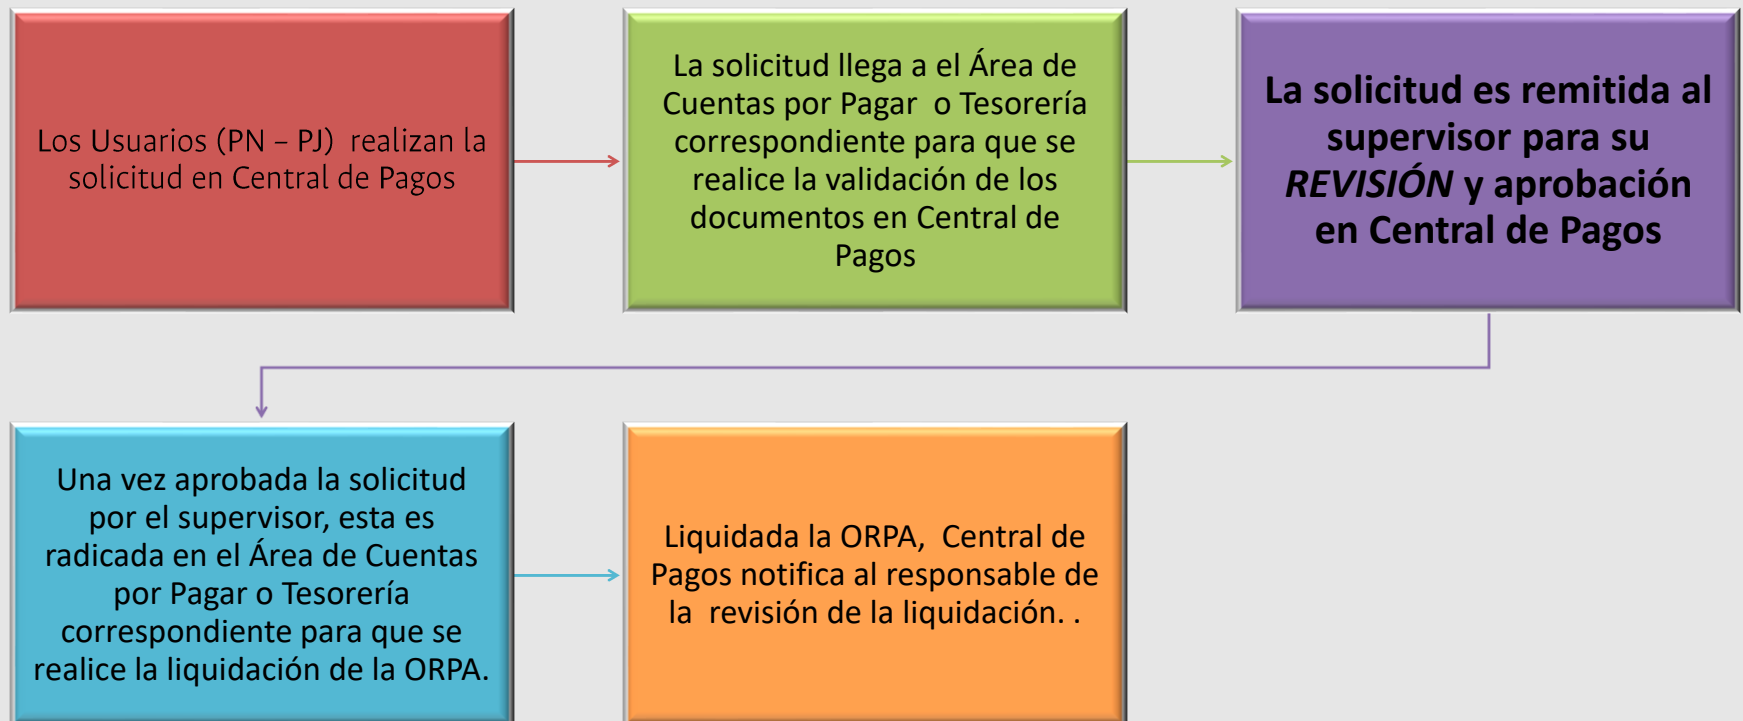 Los Usuarios (PN – PJ) realizan la
solicitud en Central de Pagos
La solicitud llega a el Área de
Cuentas por Pagar o Tesorería
correspondiente para que se
realice la validación de los
documentos en Central de
Pagos
La solicitud es remitida al
supervisor para su
REVISIÓN y aprobación
en Central de Pagos
Una vez aprobada la solicitud
por el supervisor, esta es
radicada en el Área de Cuentas
por Pagar o Tesorería
correspondiente para que se
realice la liquidación de la ORPA.
Liquidada la ORPA, Central de
Pagos notifica al responsable de
la revisión de la liquidación. .